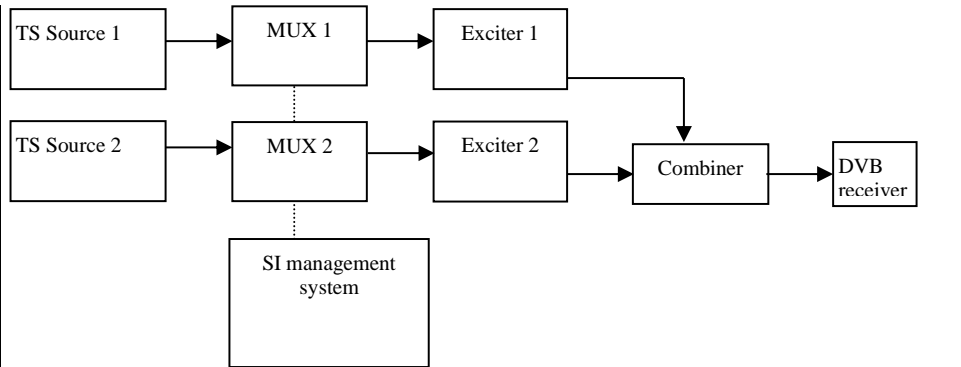 TS Source 1
MUX 1
Exciter 1
TS Source 2
MUX 2
Exciter 2
Combiner
DVB
receiver
SI management
system